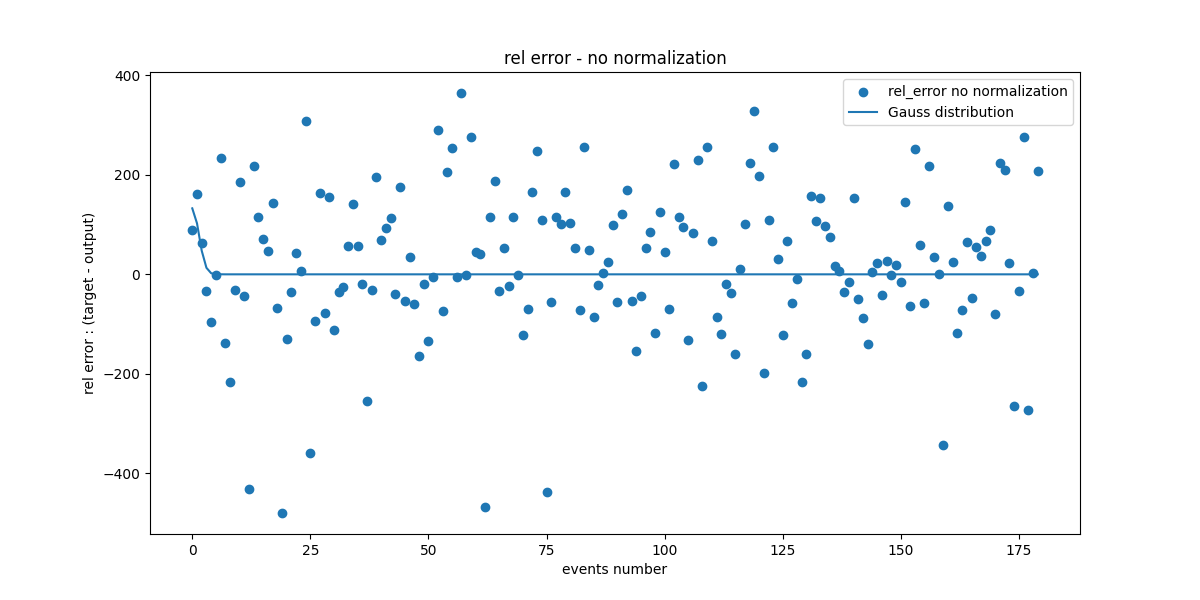 rel error - no normalization
rel_error no normalization
Gauss distribution
rel error : (target - output)
400
200
0
−200
−400
0
25
50
75
100
125
150
175
events number